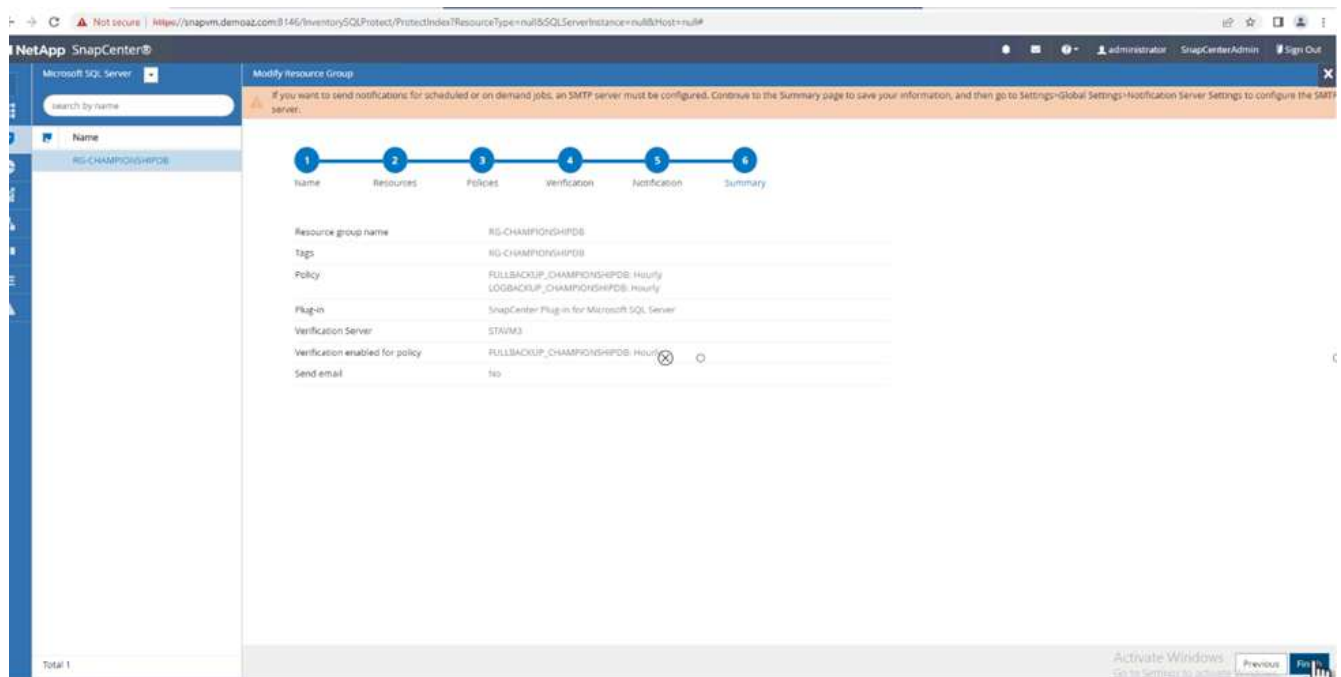 Not secure | https://snapvm.demoaz.com:8146/InventorySQLProtect/ProtectIndex?ResourceType=null&SQLServerInstance=null&Host=null#
NetApp SnapCenter®
administrator SnapCenterAdmin Sign Out
Microsoft SQL Server
Modify Resource Group
search by name
If you want to send notifications for scheduled or on demand jobs, an SMTP server must be configured. Continue to the Summary page to save your information, and then go to Settings>Global Settings>Notification Server Settings to configure the SMTP
server.
Name
RG-CHAMPIONSHIPDB
1 2 3 4 5 6
Name Resources Policies Verification Notification Summary
Resource group name RG-CHAMPIONSHIPDB
Tags RG-CHAMPIONSHIPDB
Policy FULLBACKUP_CHAMPIONSHIPDB: Hourly
LOGBACKUP_CHAMPIONSHIPDB: Hourly
Plug-in SnapCenter Plug-in for Microsoft SQL Server
Verification Server STAVM3
Verification enabled for policy FULLBACKUP_CHAMPIONSHIPDB: Hourly
Send email No
Total 1
Activate Windows
Go to Settings to activate
Previous